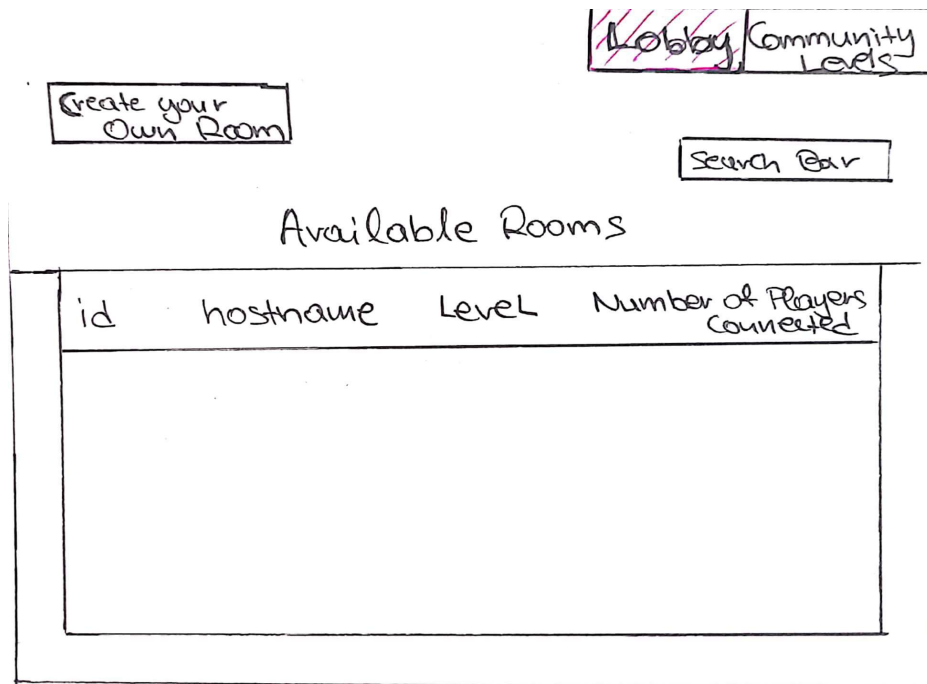 Lobby
Community
Levels
Create your
Own Room
Search Bar
Available Rooms
id hostname Level Number of Players
Connected